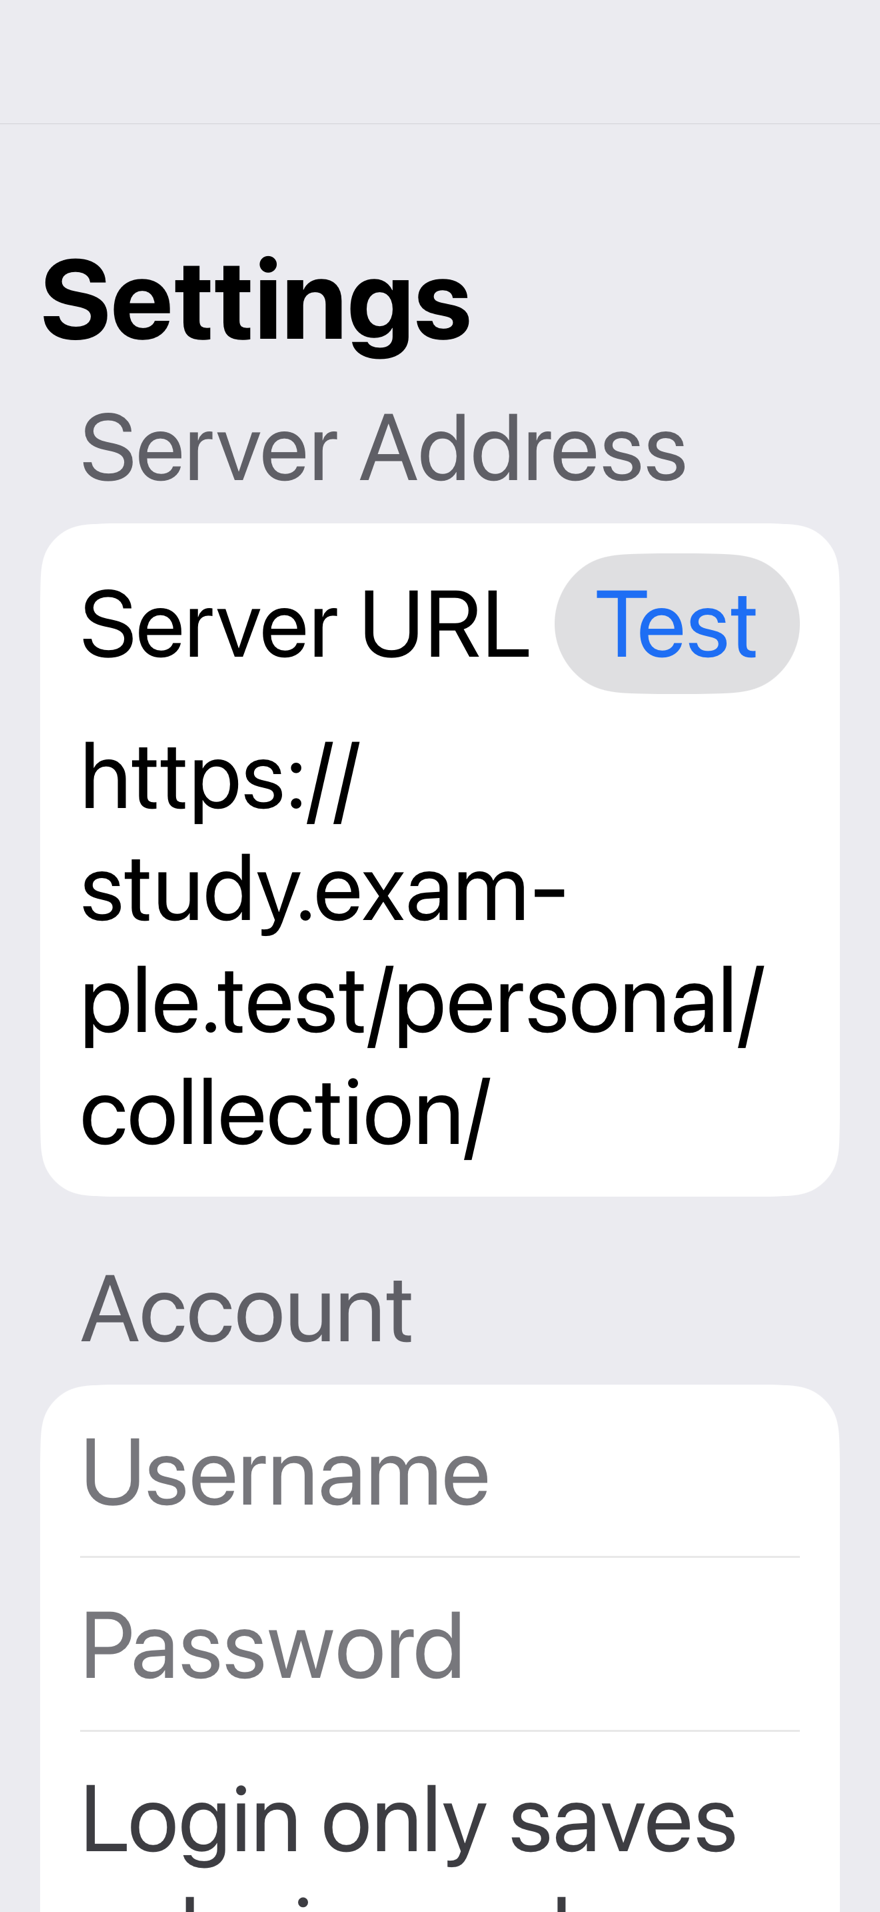 Settings
Server Address
Server URL Test
https://
study.exam-
ple.test/personal/
collection/
Account
Username
Password
Login only saves